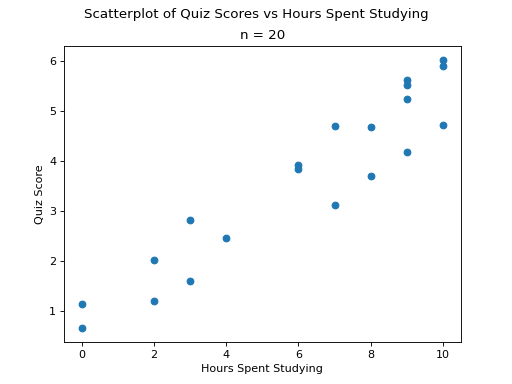 Scatterplot of Quiz Scores vs Hours Spent Studying
n = 20
6
5
4
3
2
1
Quiz Score
0 2 4 6 8 10
Hours Spent Studying